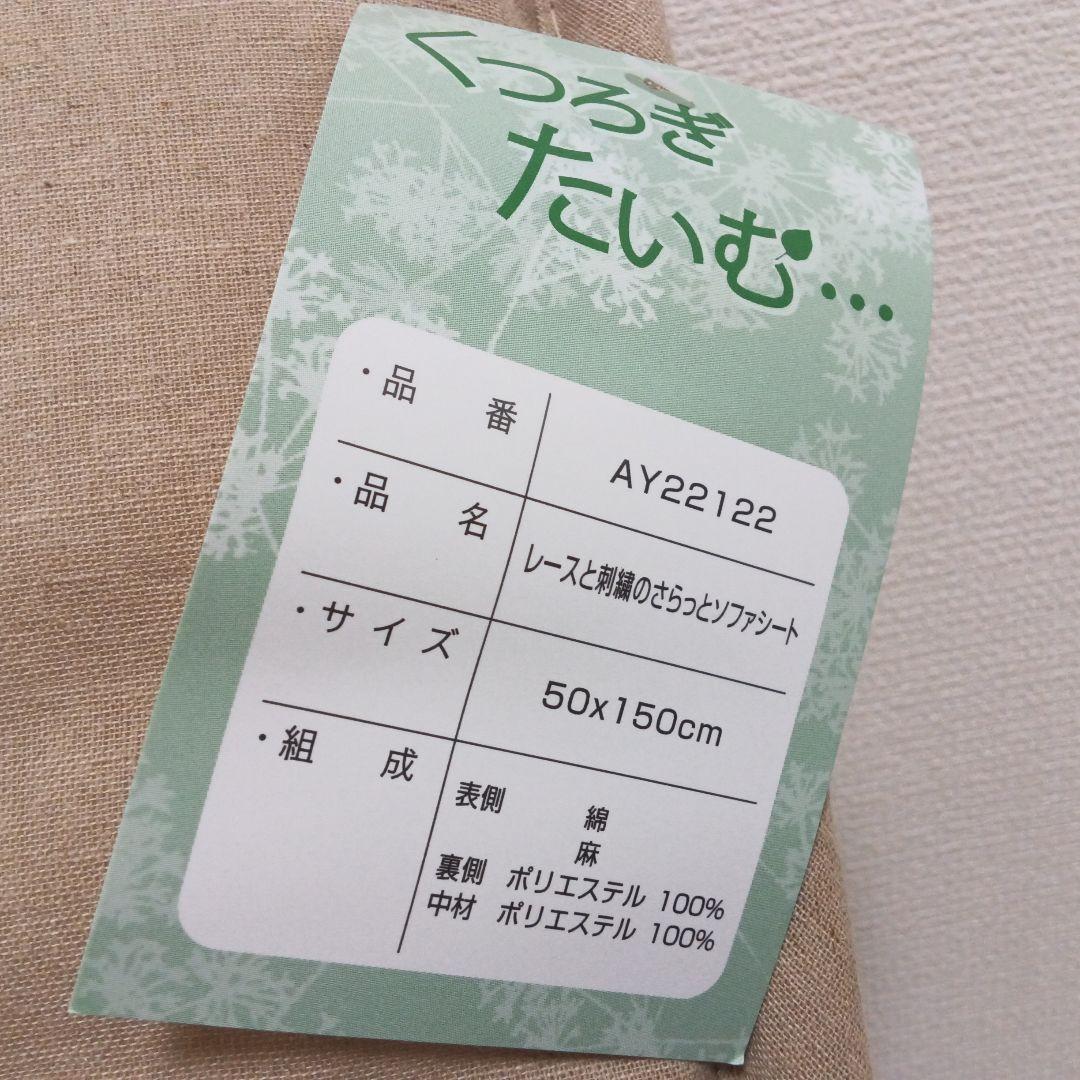 くつろぎ
たいむ…
・品番 AY22122
・品名 レースと刺繍のさらっとソファシート
・サイズ 50x150cm
・組成 表側 綿
麻
裏側 ポリエステル 100%
中材 ポリエステル 100%